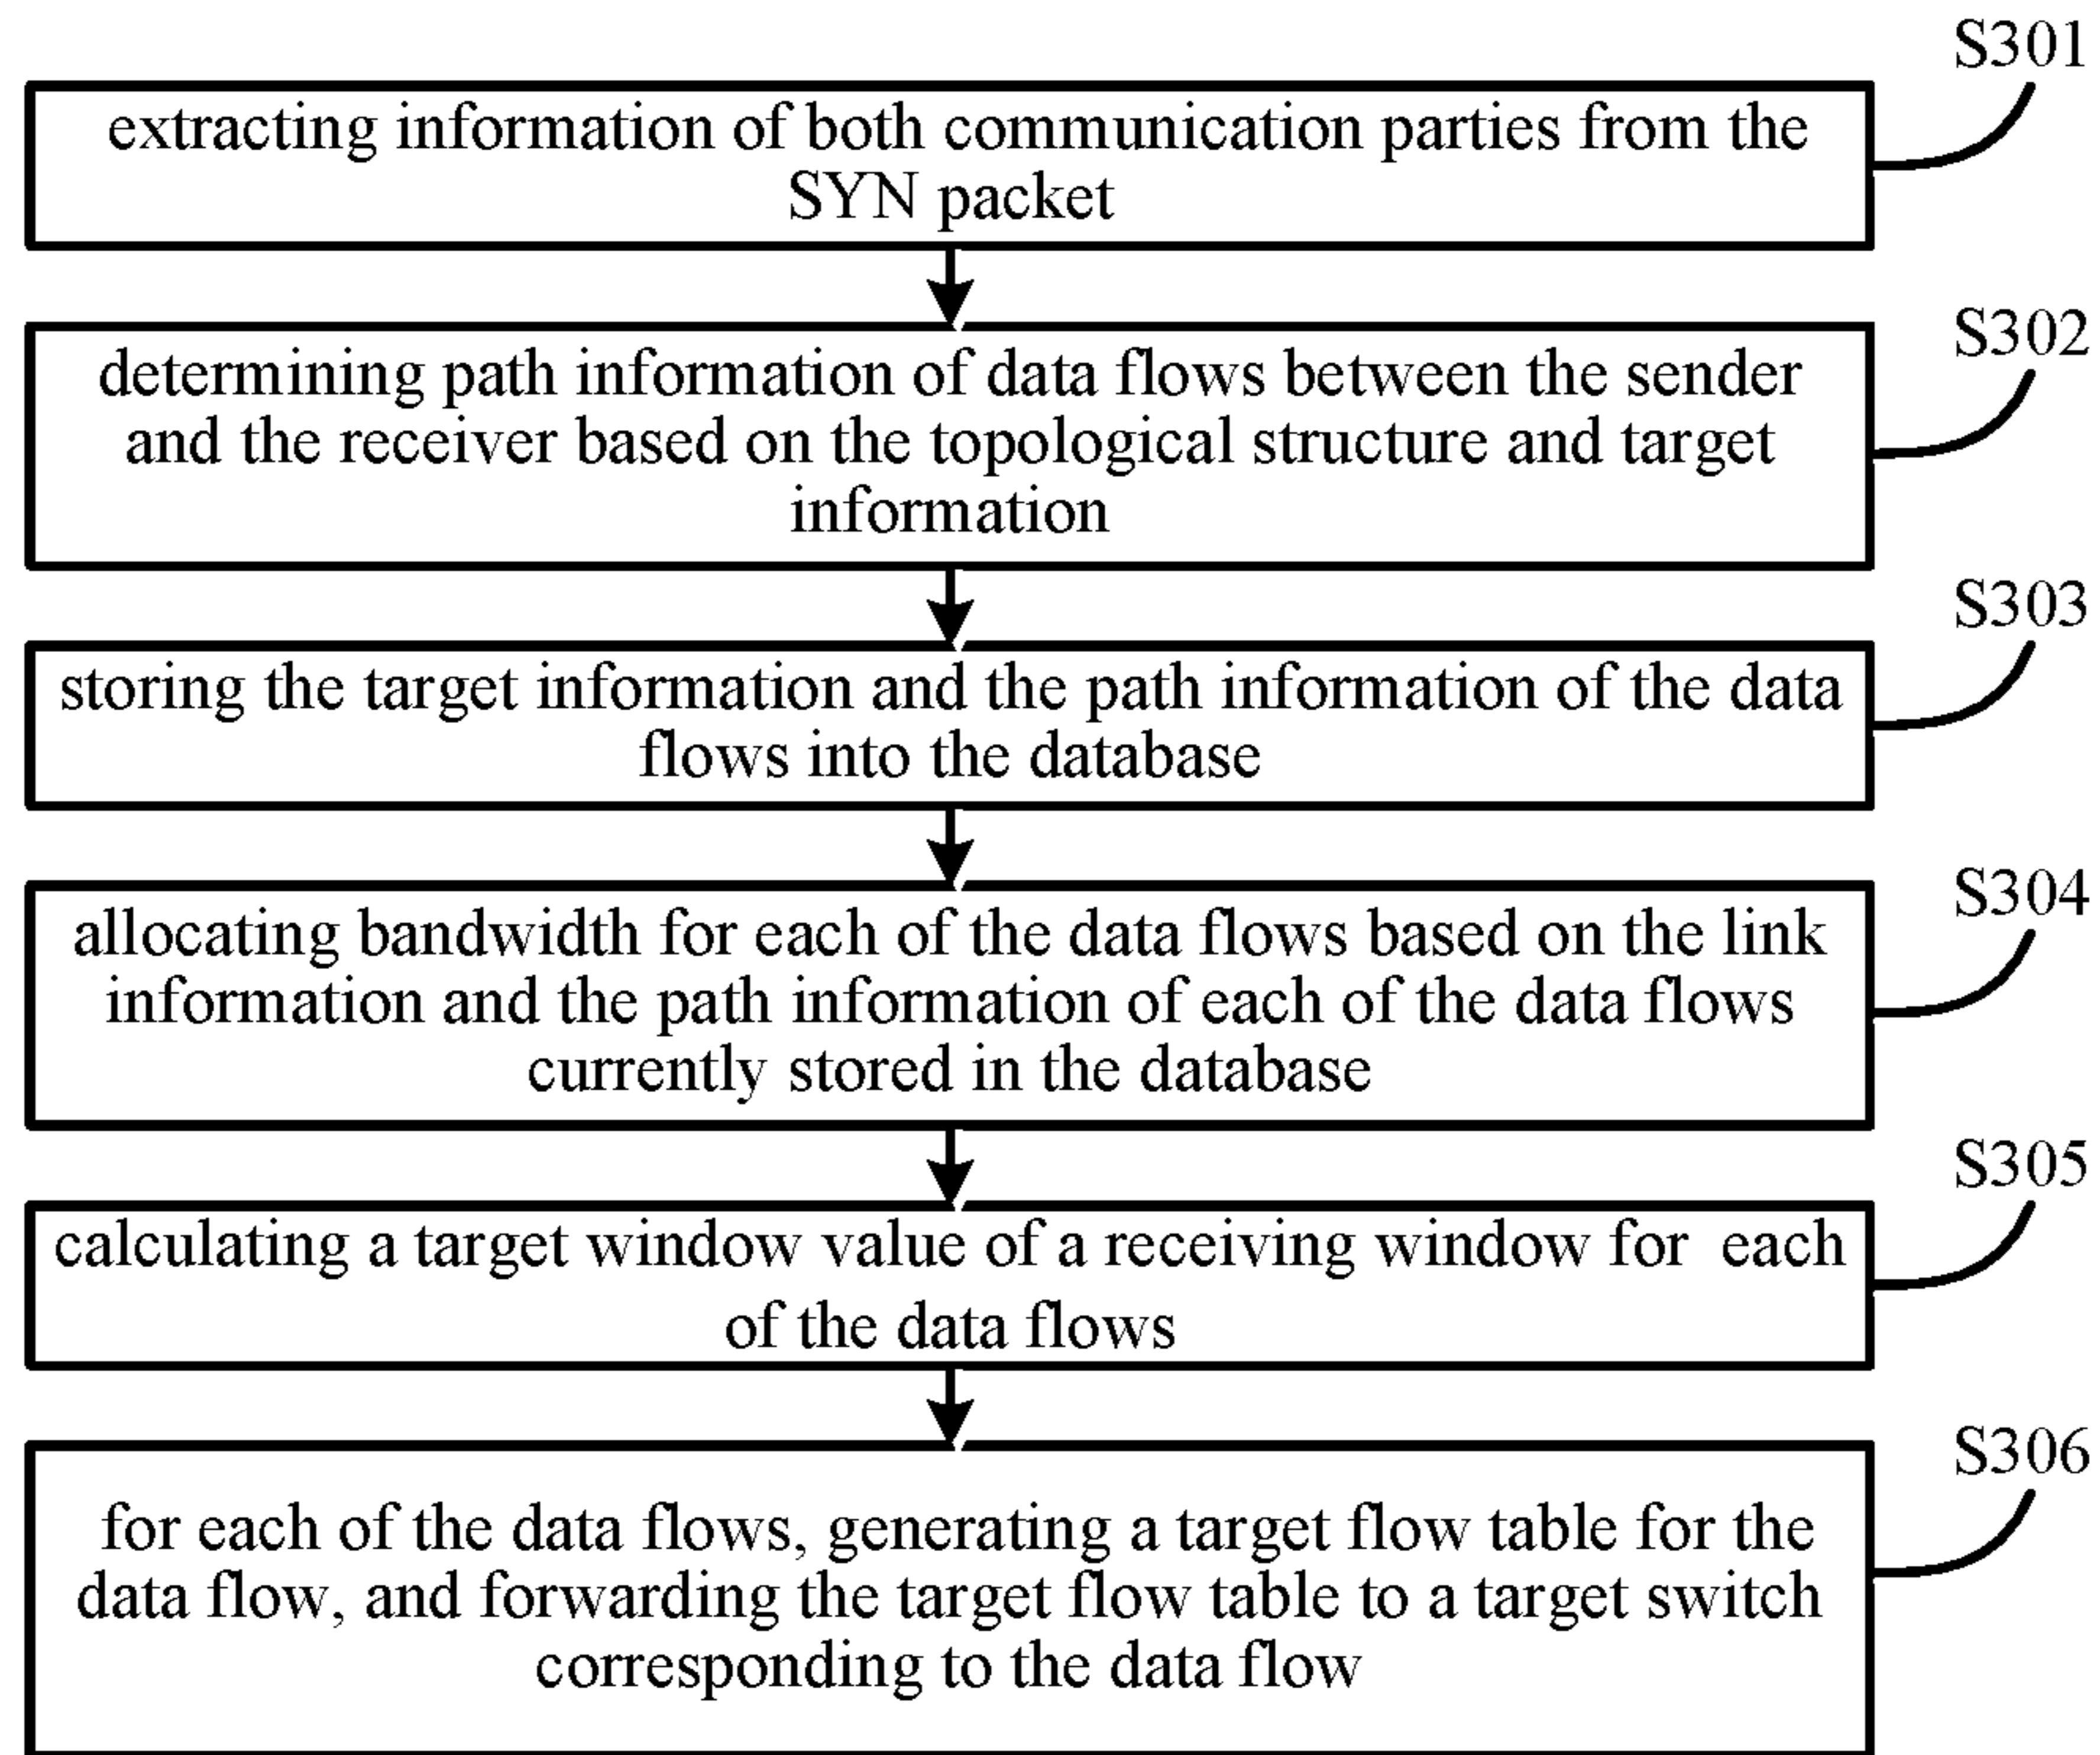 S301
extracting information of both communication parties from the
SYN packet
S302
determining path information of data flows between the sender
and the receiver based on the topological structure and target
information
S303
storing the target information and the path information of the data
flows into the database
S304
allocating bandwidth for each of the data flows based on the link
information and the path information of each of the data flows
currently stored in the database
S305
calculating a target window value of a receiving window for each
of the data flows
S306
for each of the data flows, generating a target flow table for the
data flow, and forwarding the target flow table to a target switch
corresponding to the data flow